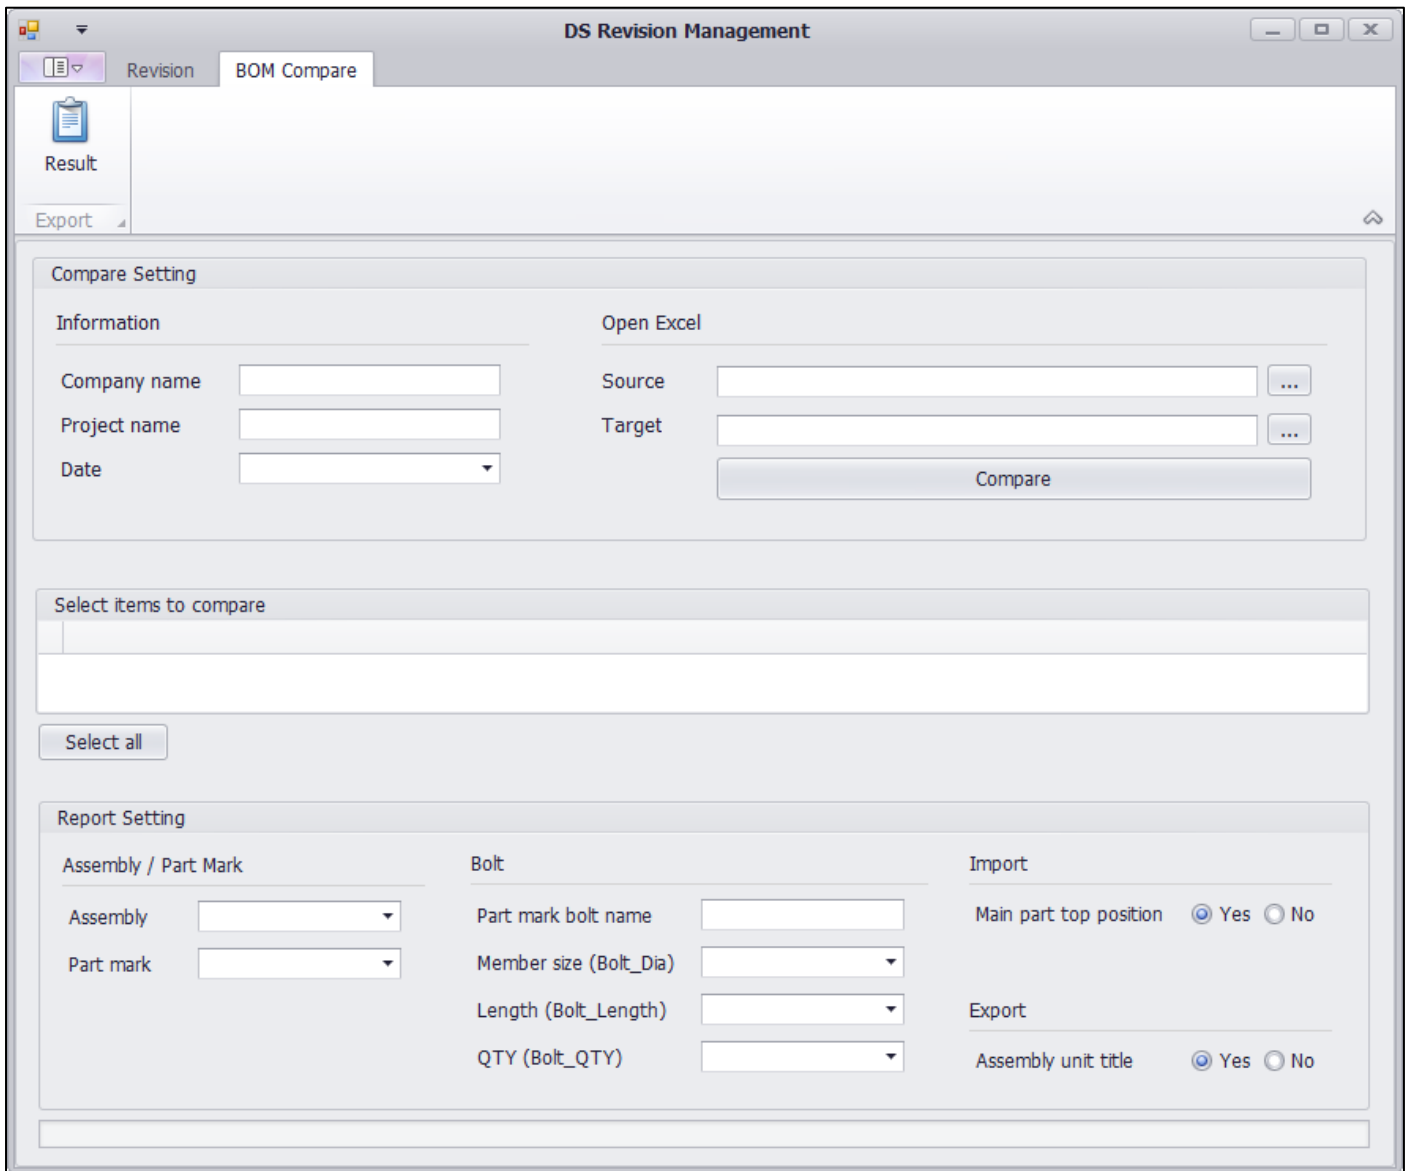 DS Revision Management
Revision
BOM Compare
Result
Export
Compare Setting
Information
Open Excel
Company name
Source
...
Project name
Target
...
Date
Compare
Select items to compare
Select all
Report Setting
Assembly / Part Mark
Bolt
Import
Assembly
Part mark bolt name
Main part top position Yes No
Part mark
Member size (Bolt_Dia)
Length (Bolt_Length)
Export
QTY (Bolt_QTY)
Assembly unit title Yes No